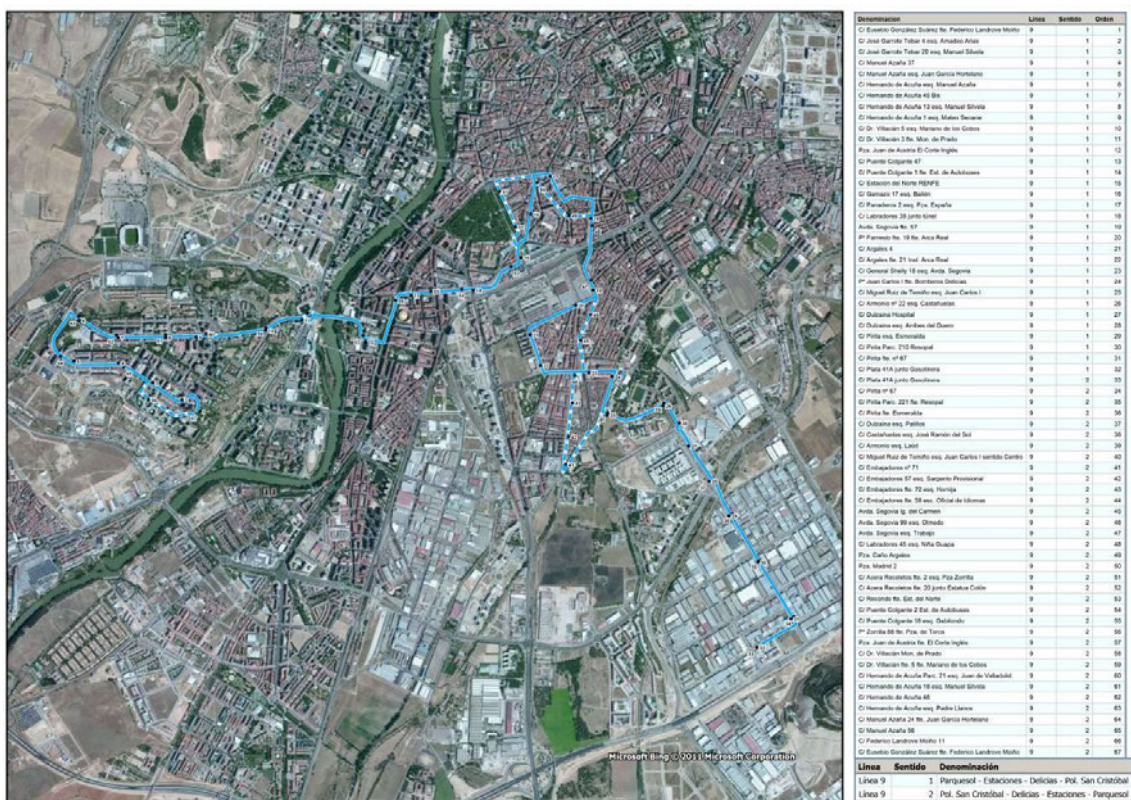 Denominacion Línea Sentido Orden
C/ Eusebio González Suárez fte. Federico Landrove Moiño 9 1 1
C/ José Garrote Tobar 4 esq. Amadeo Arias 9 1 2
C/ José Garrote Tobar 20 esq. Manuel Silvela 9 1 3
C/ Manuel Azaña 37 9 1 4
C/ Manuel Azaña esq. Juan García Hortelano 9 1 5
C/ Hernando de Acuña esq. Manuel Azaña 9 1 6
C/ Hernando de Acuña 45 Bis 9 1 7
C/ Hernando de Acuña 13 esq. Manuel Silvela 9 1 8
C/ Hernando de Acuña 1 esq. Mateo Seoane 9 1 9
C/ Dr. Villacián 5 esq. Mariano de los Cobos 9 1 10
C/ Dr. Villacián 3 fte. Mon. de Prado 9 1 11
Pza. Juan de Austria El Corte Inglés 9 1 12
C/ Puente Colgante 47 9 1 13
C/ Puente Colgante 1 fte. Est. de Autobuses 9 1 14
C/ Estación del Norte RENFE 9 1 15
C/ Gamazo 17 esq. Bailén 9 1 16
C/ Panaderos 2 esq. Pza. España 9 1 17
C/ Labradores 38 junto túnel 9 1 18
Avda. Segovia fte. 57 9 1 19
Pº Farnesio fte. 19 fte. Arca Real 9 1 20
C/ Argales 4 9 1 21
C/ Argales fte. 21 Inst. Arca Real 9 1 22
C/ General Shelly 18 esq. Avda. Segovia 9 1 23
Pº Juan Carlos I fte. Bomberos Delicias 9 1 24
C/ Miguel Ruiz de Temiño esq. Juan Carlos I 9 1 25
C/ Armonio nº 22 esq. Castañuelas 9 1 26
C/ Dulzaina Hospital 9 1 27
C/ Dulzaina esq. Arribes del Duero 9 1 28
C/ Pirita esq. Esmeralda 9 1 29
C/ Pirita Parc. 210 Resopal 9 1 30
C/ Pirita fte. nº 67 9 1 31
C/ Plata 41A junto Gasolinera 9 1 32
C/ Plata 41A junto Gasolinera 9 2 33
C/ Pirita nº 67 9 2 34
C/ Pirita Parc. 221 fte. Resopal 9 2 35
C/ Pirita fte. Esmeralda 9 2 36
C/ Dulzaina esq. Palillos 9 2 37
C/ Castañuelas esq. José Ramón del Sol 9 2 38
C/ Armonio esq. Laúd 9 2 39
C/ Miguel Ruiz de Temiño esq. Juan Carlos I sentido Centro 9 2 40
C/ Embajadores nº 71 9 2 41
C/ Embajadores 57 esq. Sargento Provisional 9 2 42
C/ Embajadores fte. 72 esq. Hornija 9 2 43
C/ Embajadores fte. 58 esc. Oficial de Idiomas 9 2 44
Avda. Segovia Ig. del Carmen 9 2 45
Avda. Segovia 99 esq. Olmedo 9 2 46
Avda. Segovia esq. Trabajo 9 2 47
C/ Labradores 45 esq. Niña Guapa 9 2 48
Pza. Caño Argales 9 2 49
Pza. Madrid 2 9 2 50
C/ Acera Recoletos fte. 2 esq. Pza Zorrilla 9 2 51
C/ Acera Recoletos fte. 20 junto Estatua Colón 9 2 52
C/ Recondo fte. Est. del Norte 9 2 53
C/ Puente Colgante 2 Est. de Autobuses 9 2 54
C/ Puente Colgante 18 esq. Gabilondo 9 2 55
Pº Zorrilla 88 fte. Pza. de Toros 9 2 56
Pza. Juan de Austria fte. El Corte Inglés 9 2 57
C/ Dr. Villacián Mon. de Prado 9 2 58
C/ Dr. Villacián fte. 5 fte. Mariano de los Cobos 9 2 59
C/ Hernando de Acuña Parc. 21 esq. Juan de Valladolid 9 2 60
C/ Hernando de Acuña 18 esq. Manuel Silvela 9 2 61
C/ Hernando de Acuña 46 9 2 62
C/ Hernando de Acuña esq. Padre Llanos 9 2 63
C/ Manuel Azaña 24 fte. Juan García Hortelano 9 2 64
C/ Manuel Azaña 56 9 2 65
C/ Federico Landrove Moiño 11 9 2 66
C/ Eusebio González Suárez fte. Federico Landrove Moiño 9 2 67
Línea Sentido Denominación
Línea 9 1 Parquesol - Estaciones - Delicias - Pol. San Cristóbal
Línea 9 2 Pol. San Cristóbal - Delicias - Estaciones - Parquesol
Microsoft Bing © 2011 Microsoft Corporation